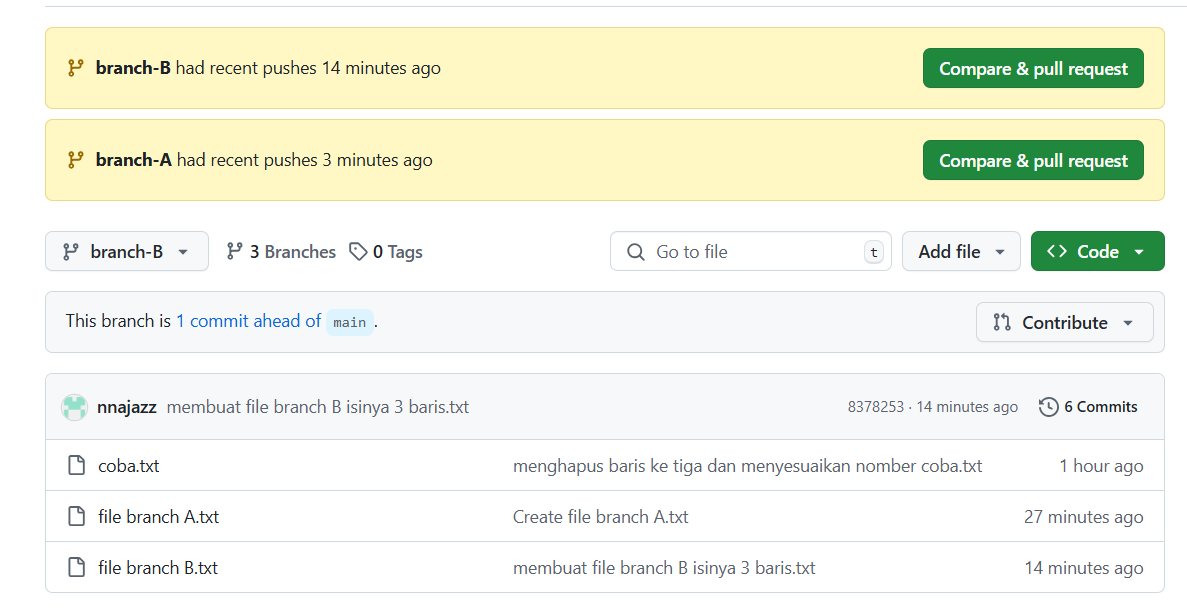 branch-B had recent pushes 14 minutes ago
Compare & pull request
branch-A had recent pushes 3 minutes ago
Compare & pull request
branch-B 3 Branches 0 Tags Go to file t Add file Code
This branch is 1 commit ahead of main . Contribute
nnajazz membuat file branch B isinya 3 baris.txt 8378253 · 14 minutes ago 6 Commits
coba.txt menghapus baris ke tiga dan menyesuaikan nomber coba.txt 1 hour ago
file branch A.txt Create file branch A.txt 27 minutes ago
file branch B.txt membuat file branch B isinya 3 baris.txt 14 minutes ago